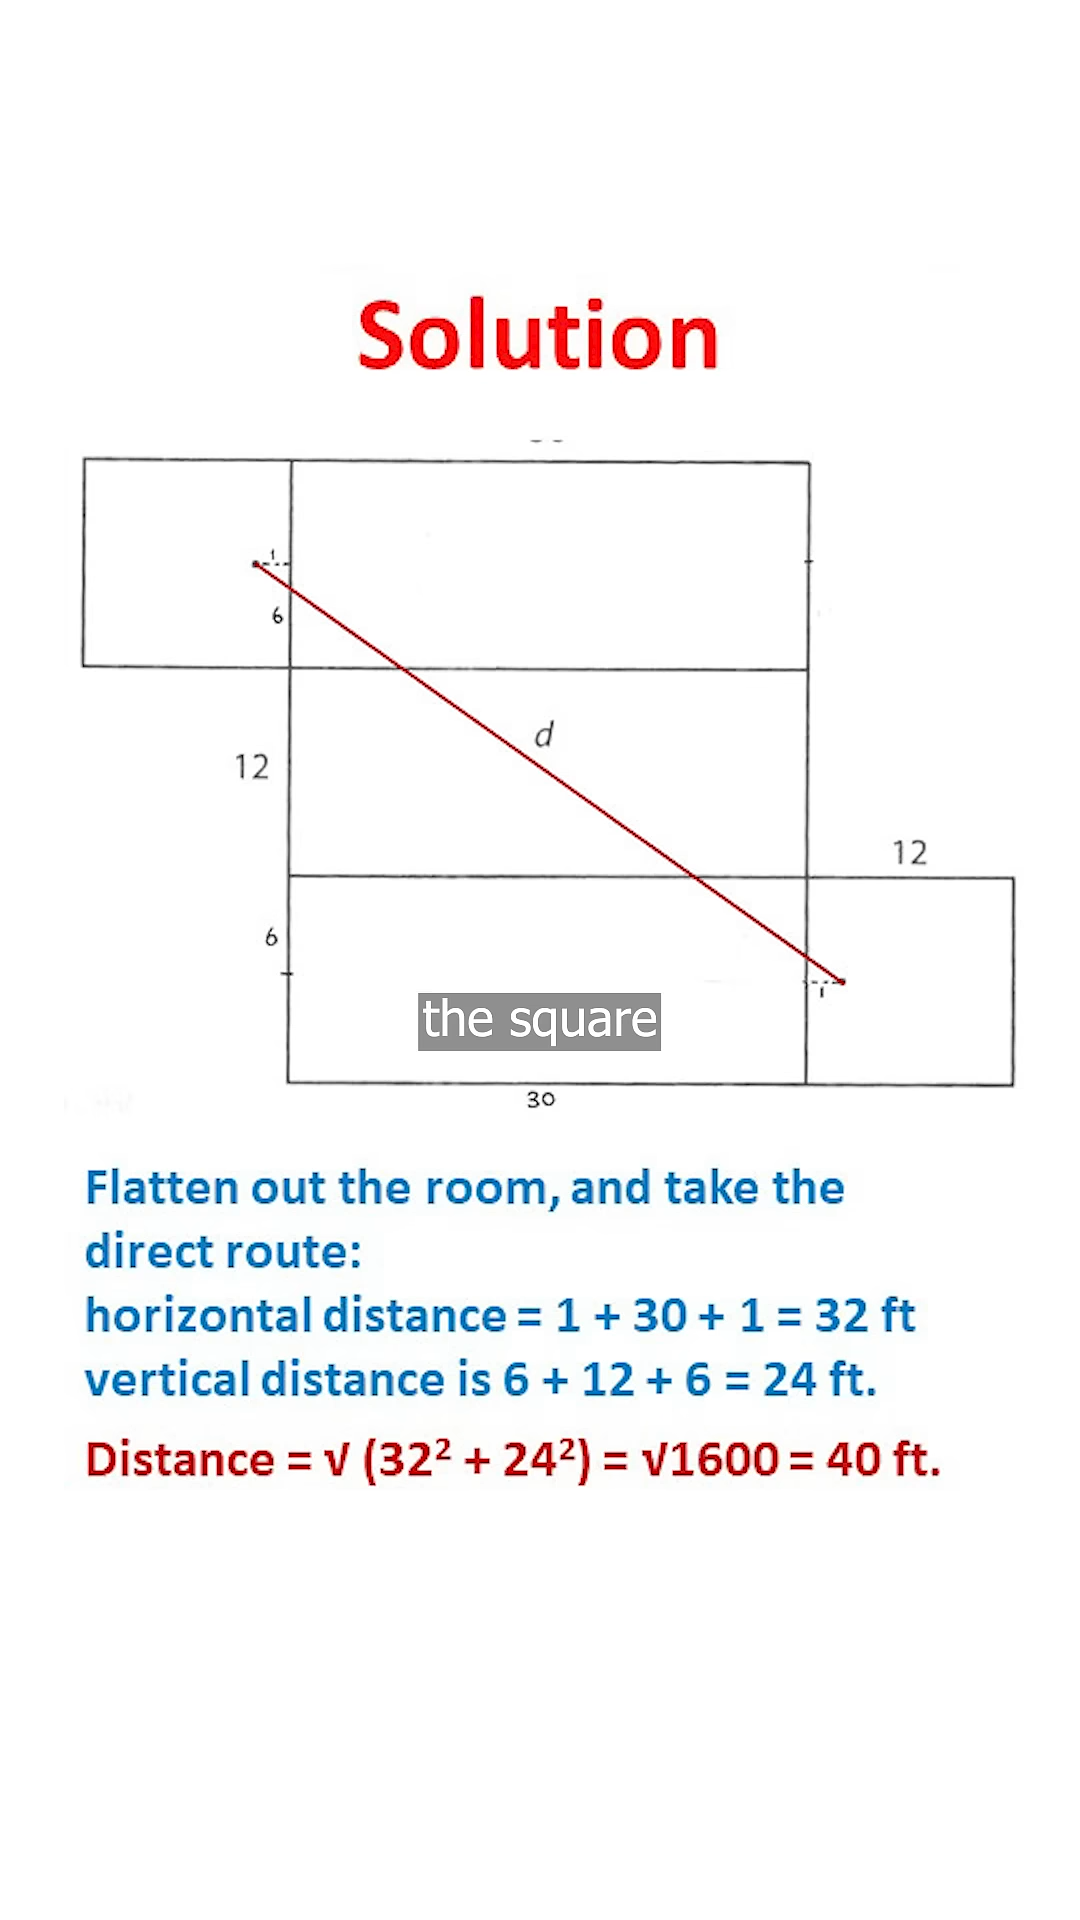 Solution
1
6
d
12
12
6
1
the square
30
Flatten out the room, and take the
direct route:
horizontal distance = 1 + 30 + 1 = 32 ft
vertical distance is 6 + 12 + 6 = 24 ft.
Distance = √ (32² + 24²) = √1600 = 40 ft.